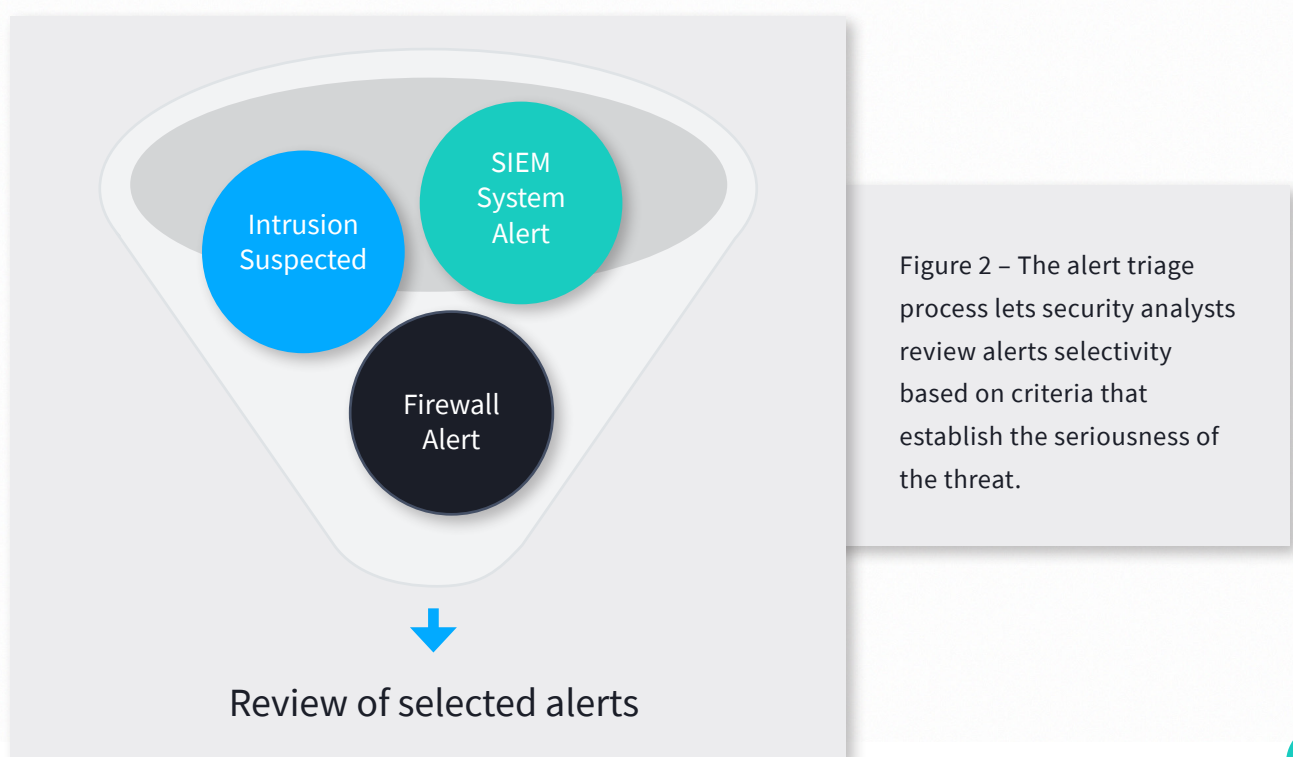 SIEM
System
Alert
Intrusion
Suspected
Firewall
Alert
Review of selected alerts
Figure 2 – The alert triage
process lets security analysts
review alerts selectivity
based on criteria that
establish the seriousness of
the threat.